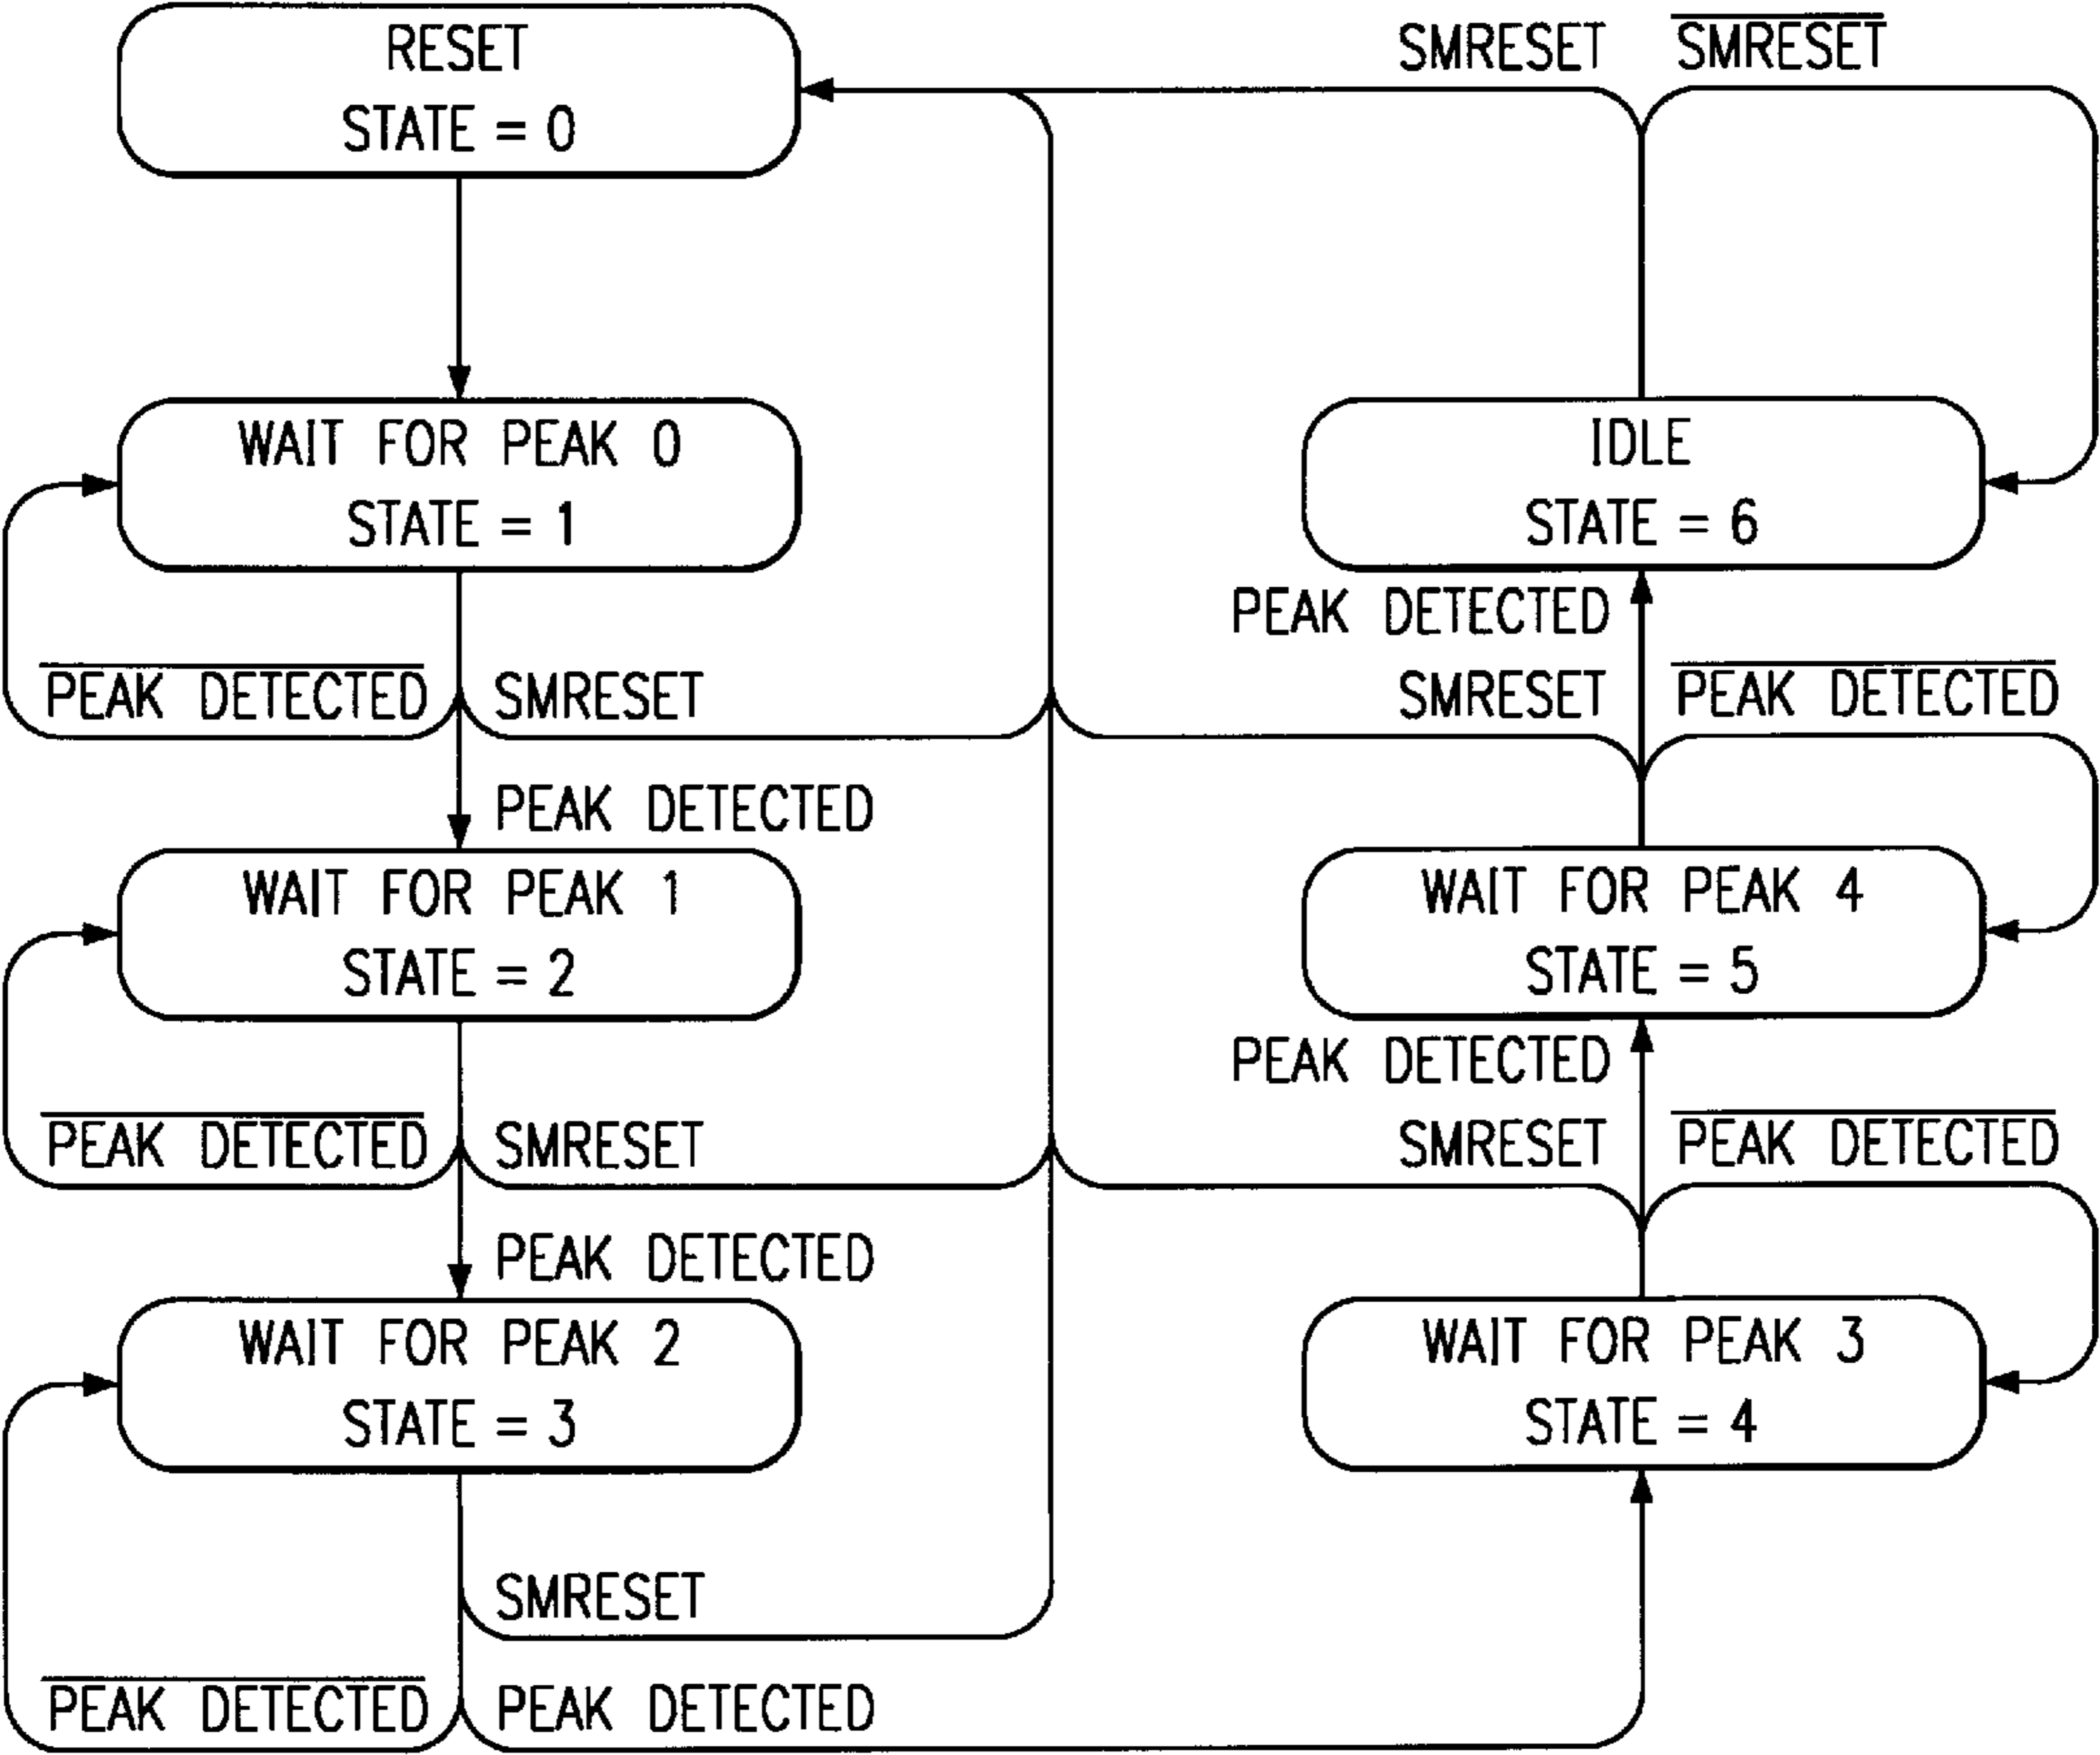 RESET
STATE = 0
SMRESET
SMRESET
WAIT FOR PEAK 0
STATE = 1
IDLE
STATE = 6
PEAK DETECTED
PEAK DETECTED
SMRESET
SMRESET
PEAK DETECTED
PEAK DETECTED
WAIT FOR PEAK 1
STATE = 2
WAIT FOR PEAK 4
STATE = 5
PEAK DETECTED
PEAK DETECTED
SMRESET
SMRESET
PEAK DETECTED
PEAK DETECTED
WAIT FOR PEAK 2
STATE = 3
WAIT FOR PEAK 3
STATE = 4
SMRESET
PEAK DETECTED
PEAK DETECTED